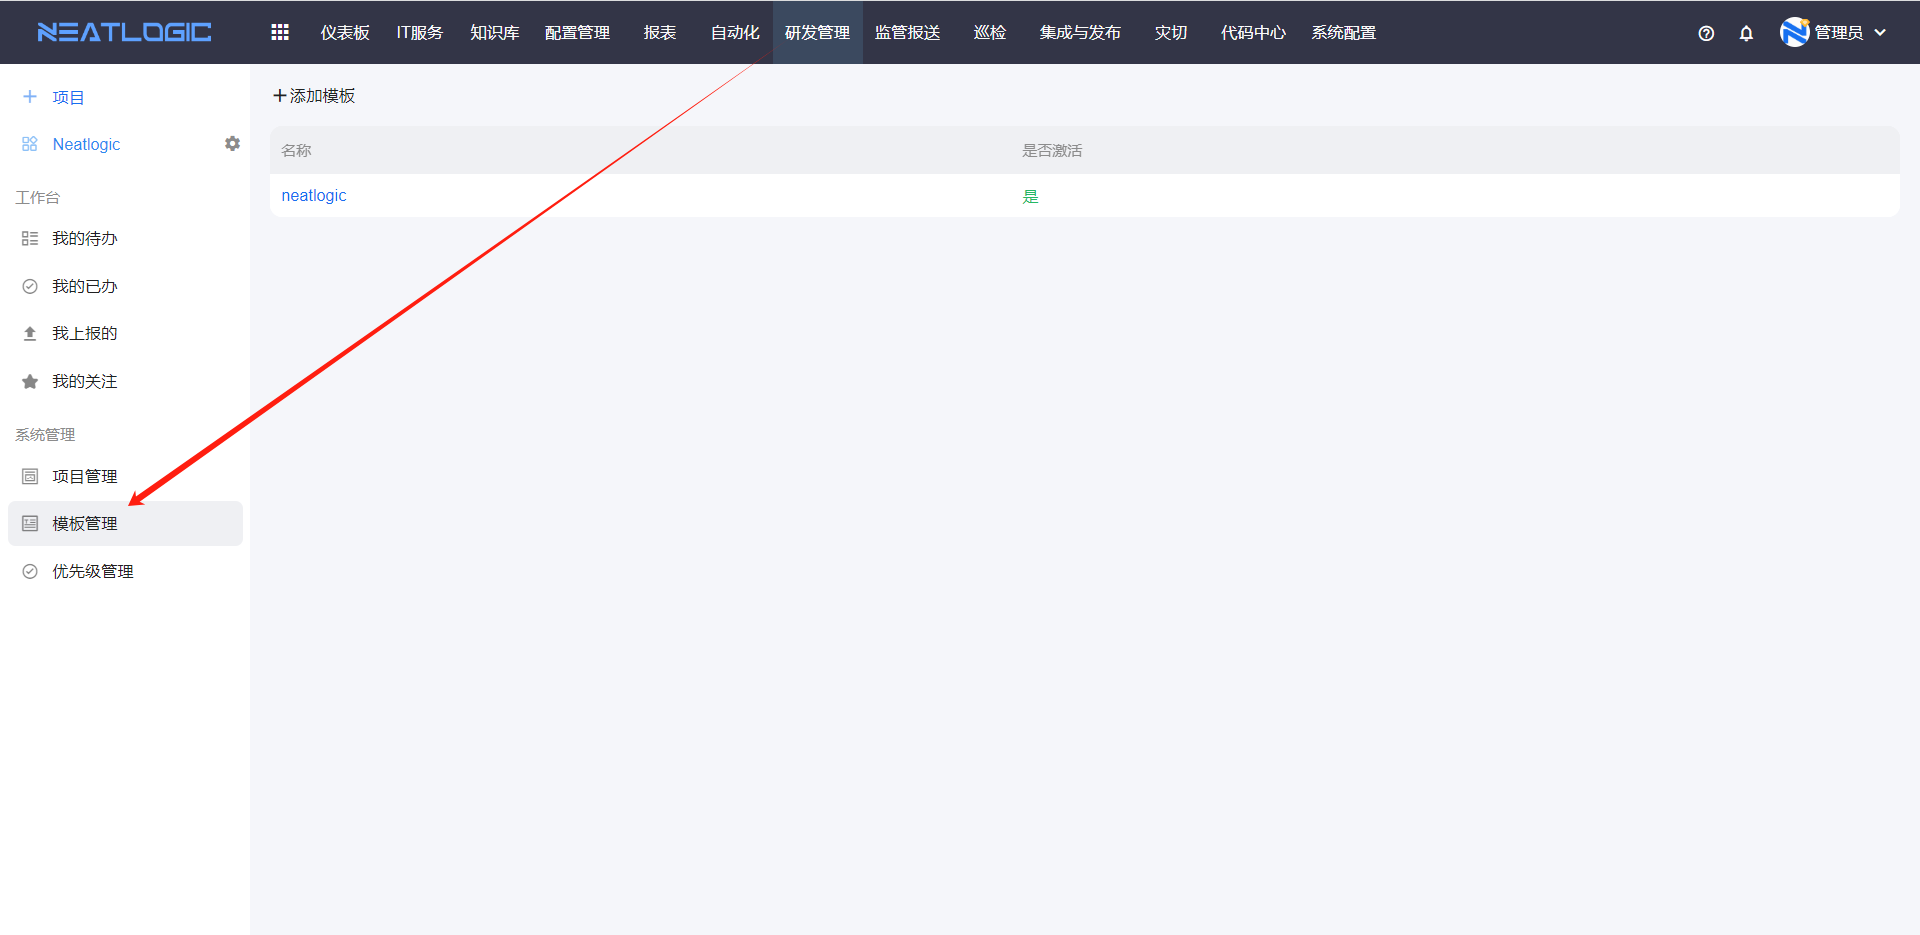 NEATLOGIC 仪表板 IT服务 知识库 配置管理 报表 自动化 研发管理 监管报送 巡检 集成与发布 灾切 代码中心 系统配置 管理员
项目
Neatlogic
工作台
我的待办
我的已办
我上报的
我的关注
系统管理
项目管理
模板管理
优先级管理
添加模板
名称 是否激活
neatlogic 是